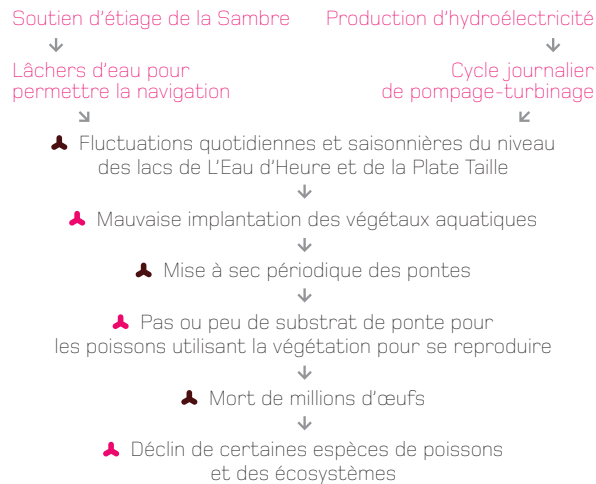 Soutien d'étiage de la Sambre
Production d'hydroélectricité
Lâchers d'eau pour
permettre la navigation
Cycle journalier
de pompage-turbinage
Fluctuations quotidiennes et saisonnières du niveau
des lacs de L'Eau d'Heure et de la Plate Taille
Mauvaise implantation des végétaux aquatiques
Mise à sec périodique des pontes
Pas ou peu de substrat de ponte pour
les poissons utilisant la végétation pour se reproduire
Mort de millions d'œufs
Déclin de certaines espèces de poissons
et des écosystèmes